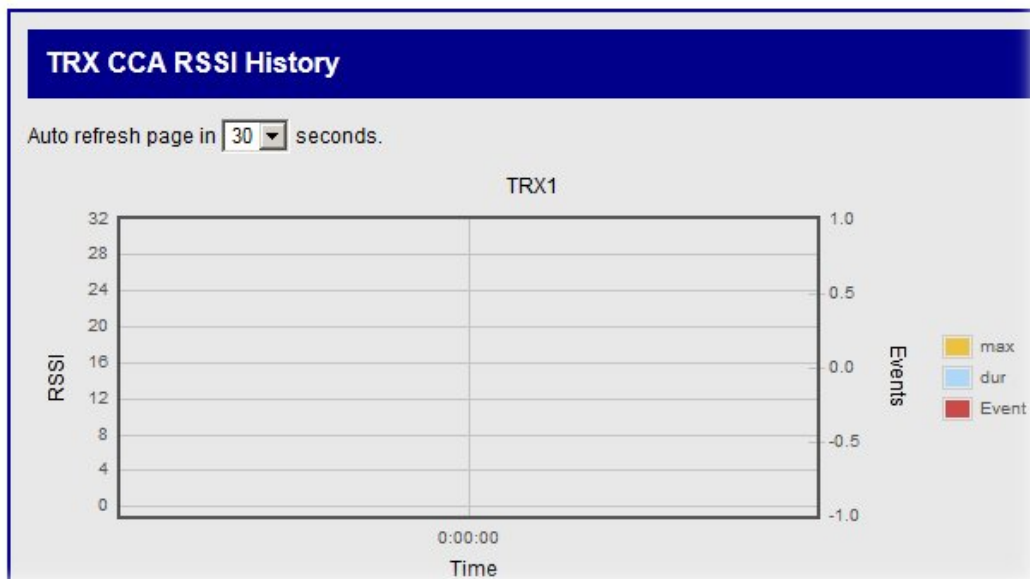 TRX CCA RSSI History
Auto refresh page in 30 seconds.
TRX1
32
28
24
20
16
12
8
4
0
RSSI
1.0
0.5
0.0
-0.5
-1.0
Events
max
dur
Event
0:00:00
Time